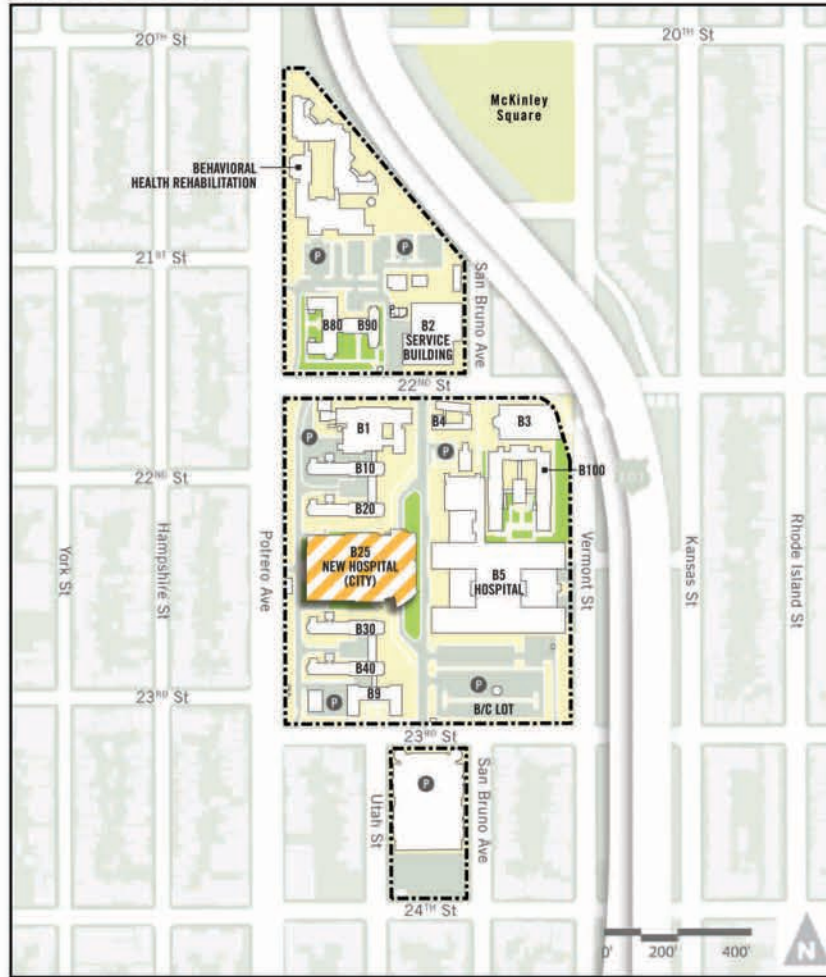 20TH St
20TH St
McKinley
Square
BEHAVIORAL
HEALTH REHABILITATION
21ST St
P
P
San Bruno Ave
B80
B90
B2
SERVICE
BUILDING
22ND St
B1
B4
B3
P
P
B10
B100
22ND St
101
B20
York St
Hampshire St
Potrero Ave
B25
NEW HOSPITAL
(CITY)
B5
HOSPITAL
Vermont St
Kansas St
Rhode Island St
B30
B40
23RD St
B9
P
P
B/C LOT
23RD St
Utah St
P
San Bruno Ave
24TH St
0'
200'
400'
N